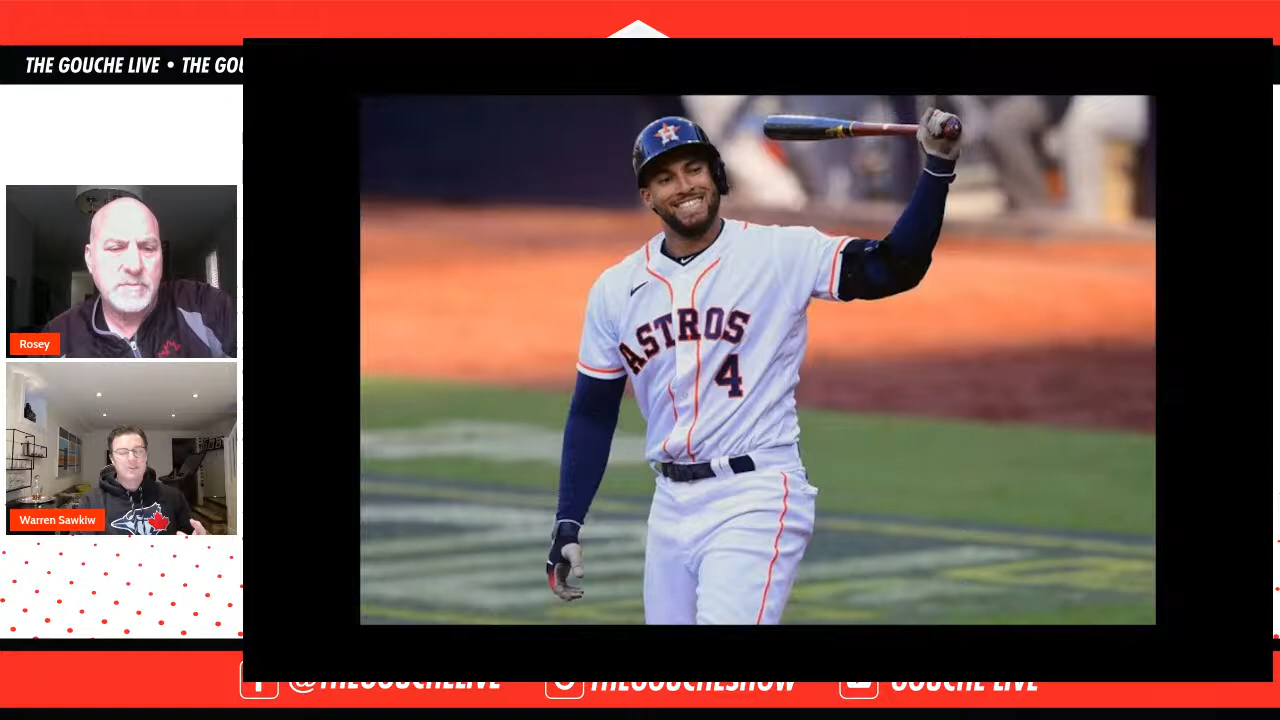 THE GOUCHE LIVE • THE GOU
H
ASTROS
4
Rosey
Warren Sawkiw
@THEGOUCHELIVE
THEGOUCHESHOW
GOUCHE LIVE